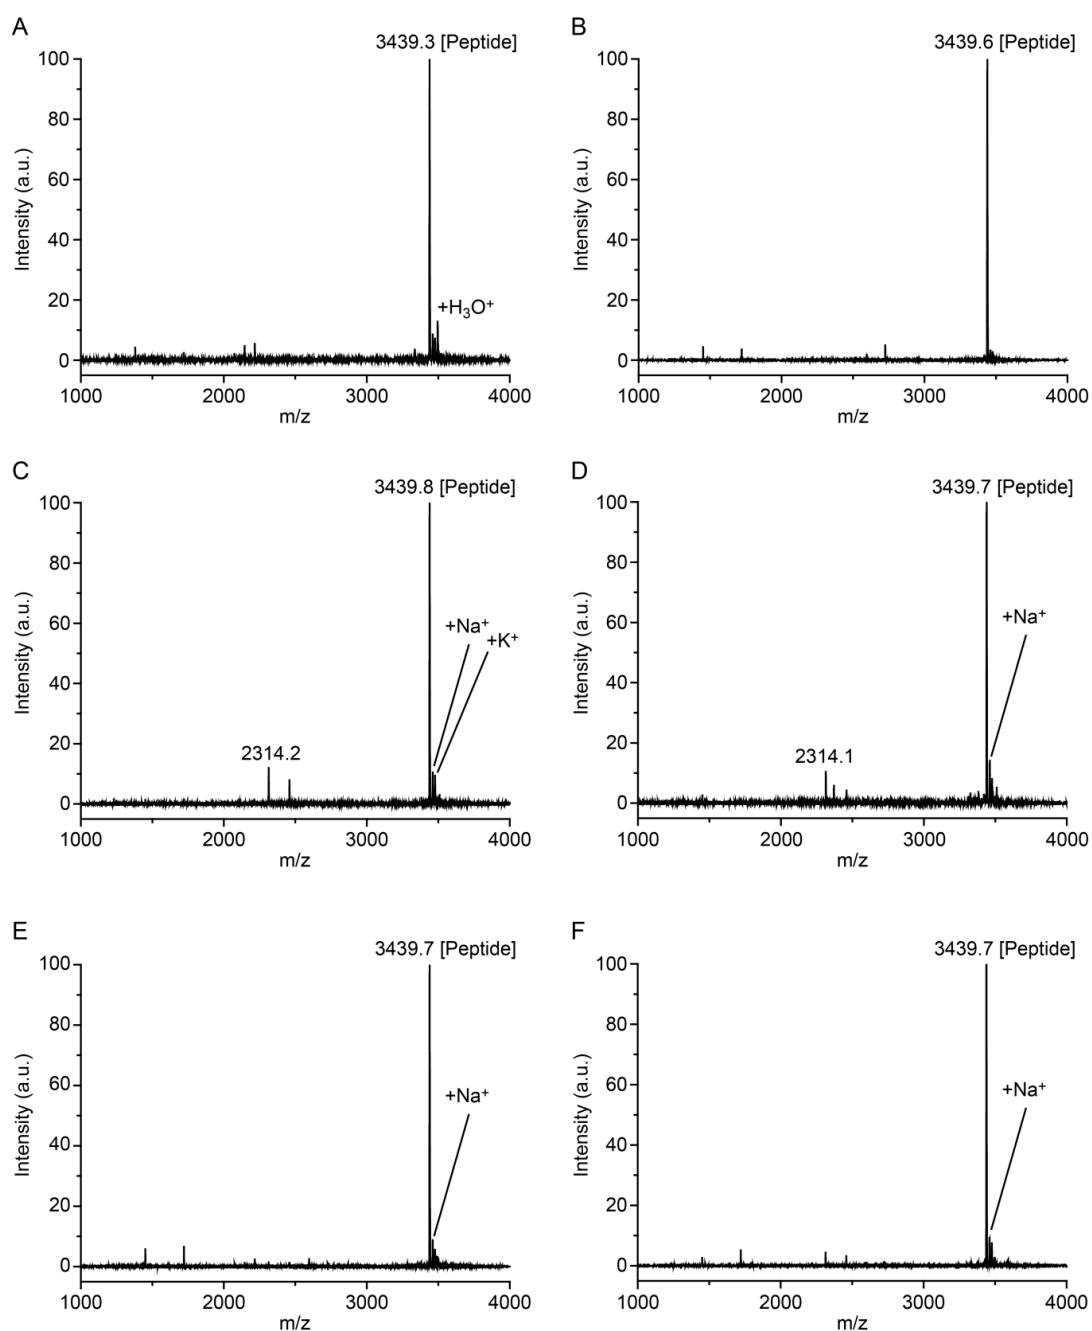 A
3439.3 [Peptide]
100
80
60
40
20
0
Intensity (a.u.)
+H₃O⁺
1000 2000 3000 4000
m/z
B
3439.6 [Peptide]
100
80
60
40
20
0
Intensity (a.u.)
1000 2000 3000 4000
m/z
C
3439.8 [Peptide]
100
80
60
40
20
0
Intensity (a.u.)
+Na⁺
+K⁺
2314.2
1000 2000 3000 4000
m/z
D
3439.7 [Peptide]
100
80
60
40
20
0
Intensity (a.u.)
+Na⁺
2314.1
1000 2000 3000 4000
m/z
E
3439.7 [Peptide]
100
80
60
40
20
0
Intensity (a.u.)
+Na⁺
1000 2000 3000 4000
m/z
F
3439.7 [Peptide]
100
80
60
40
20
0
Intensity (a.u.)
+Na⁺
1000 2000 3000 4000
m/z